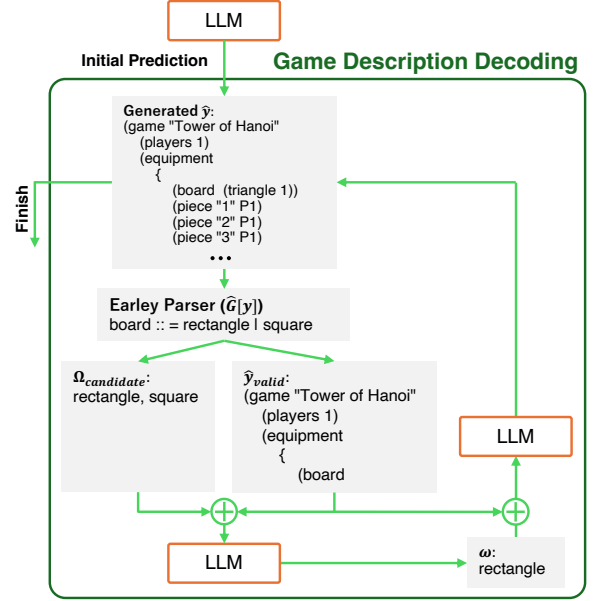 LLM
Initial Prediction
Game Description Decoding
Generated ŷ:
(game "Tower of Hanoi"
(players 1)
(equipment
{
(board (triangle 1))
(piece "1" P1)
(piece "2" P1)
(piece "3" P1)
•••
Finish
Earley Parser (Ĝ[y])
board :: = rectangle | square
Ω_candidate:
rectangle, square
ŷ_valid:
(game "Tower of Hanoi"
(players 1)
(equipment
{
(board
LLM
LLM
ω:
rectangle